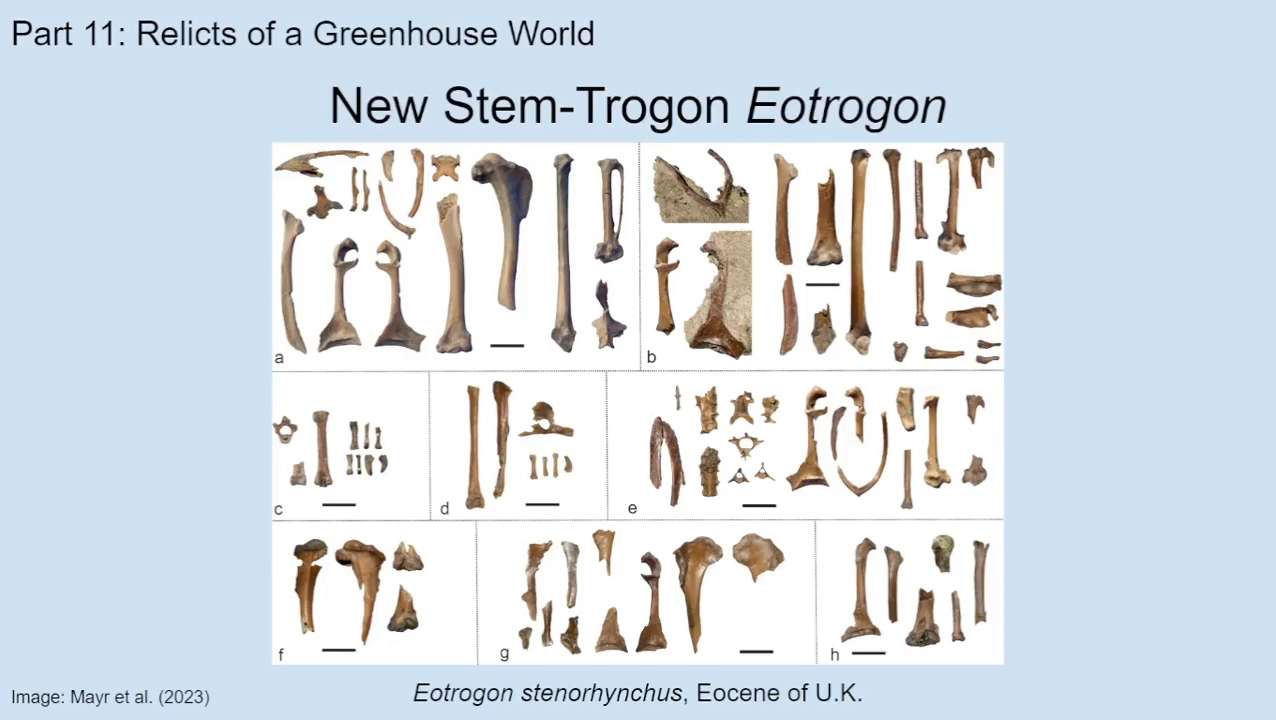 Part 11: Relicts of a Greenhouse World
New Stem-Trogon Eotrogon
a
b
c
d
e
f
g
h
Image: Mayr et al. (2023)
Eotrogon stenorhynchus, Eocene of U.K.